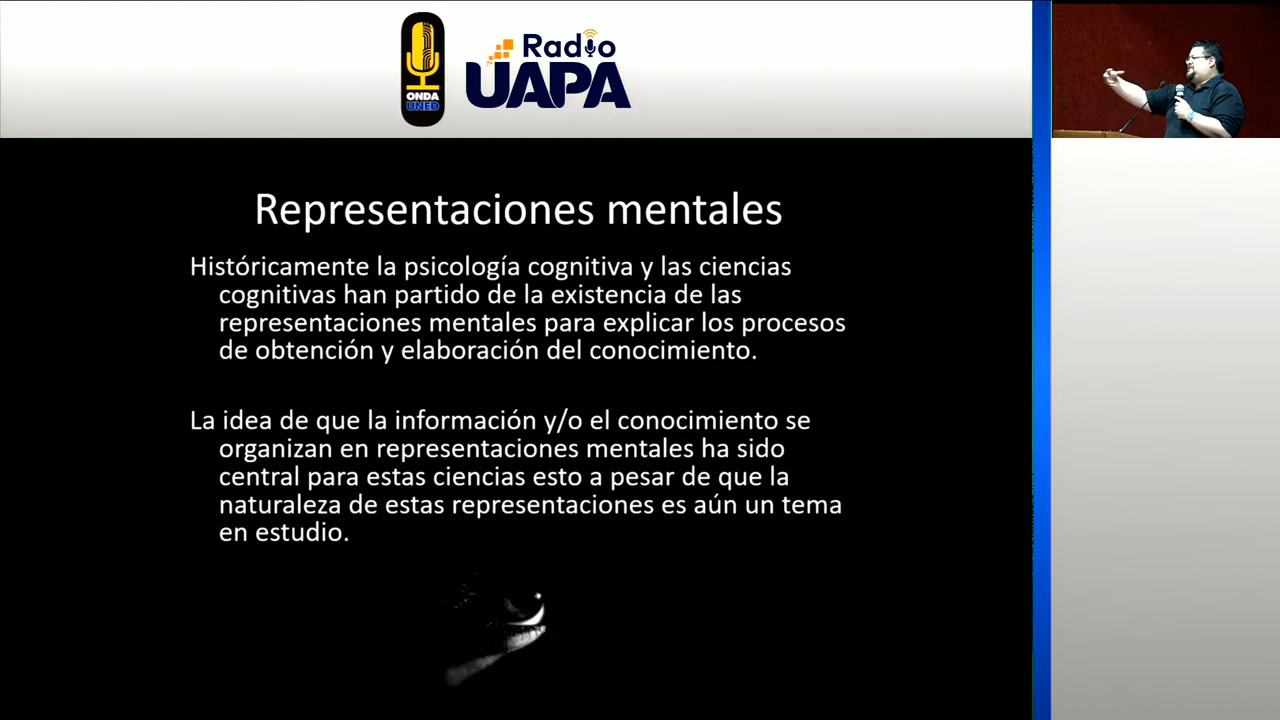 ONDA
UNED
Radio
UAPA
Representaciones mentales
Históricamente la psicología cognitiva y las ciencias
cognitivas han partido de la existencia de las
representaciones mentales para explicar los procesos
de obtención y elaboración del conocimiento.
La idea de que la información y/o el conocimiento se
organizan en representaciones mentales ha sido
central para estas ciencias esto a pesar de que la
naturaleza de estas representaciones es aún un tema
en estudio.